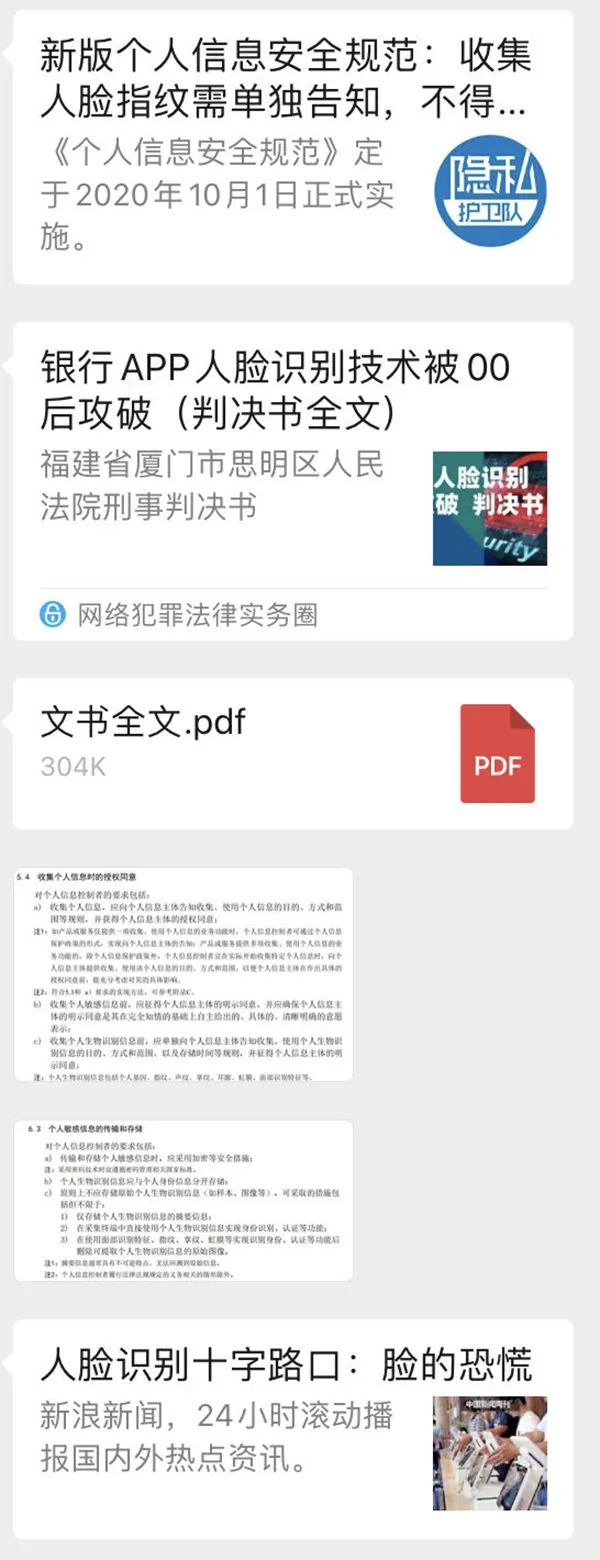 新版个人信息安全规范：收集
人脸指纹需单独告知，不得...
《个人信息安全规范》定
于2020年10月1日正式实
施。
隐私
护卫队
银行APP人脸识别技术被00
后攻破（判决书全文）
福建省厦门市思明区人民
法院刑事判决书
人脸识别
破 判决书
urity
网络犯罪法律实务圈
文书全文.pdf
304K
PDF
5.4 收集个人信息时的授权同意
对个人信息控制者的要求包括：
a) 收集个人信息，应向个人信息主体告知收集、使用个人信息的目的、方式和范
围等规则，并获得个人信息主体的授权同意；
注1：如产品或服务仅提供一项收集、使用个人信息的业务功能时，个人信息控制者可通过个人信息
保护政策的形式，实现向个人信息主体的告知；产品或服务提供多项收集、使用个人信息的业
务功能的，除个人信息保护政策外，个人信息控制者宜在实际开始收集特定个人信息时，向个
人信息主体提供收集、使用该个人信息的目的、方式和范围，以便个人信息主体在作出具体的
授权同意前，能充分考虑对其的具体影响。
注2：符合5.3和 a）要求的实现方法，可参考附录C。
b) 收集个人敏感信息前，应征得个人信息主体的明示同意，并应确保个人信息主
体的明示同意是其在完全知情的基础上自主给出的、具体的、清晰明确的意愿
表示；
c) 收集个人生物识别信息前，应单独向个人信息主体告知收集、使用个人生物识
别信息的目的、方式和范围，以及存储时间等规则，并征得个人信息主体的明
示同意；
注：个人生物识别信息包括个人基因、指纹、声纹、掌纹、耳廓、虹膜、面部识别特征等。
6.3 个人敏感信息的传输和存储
对个人信息控制者的要求包括：
a) 传输和存储个人敏感信息时，应采用加密等安全措施；
注：采用密码技术时宜遵循密码管理相关国家标准。
b) 个人生物识别信息应与个人身份信息分开存储；
c) 原则上不应存储原始个人生物识别信息（如样本、图像等），可采取的措施包
括但不限于：
1) 仅存储个人生物识别信息的摘要信息；
2) 在采集终端中直接使用个人生物识别信息实现身份识别、认证等功能；
3) 在使用面部识别特征、指纹、掌纹、虹膜等实现识别身份、认证等功能后
删除可提取个人生物识别信息的原始图像。
注1：摘要信息通常具有不可逆特点，无法回溯到原始信息。
注2：个人信息控制者履行法律法规规定的义务相关的情形除外。
人脸识别十字路口：脸的恐慌
新浪新闻，24小时滚动播
报国内外热点资讯。
中国新闻周刊